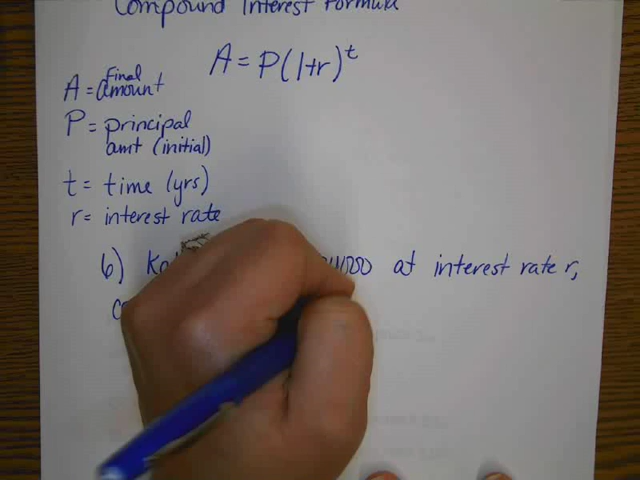 Compound Interest Formula
A = P(1+r)^t
A = final amount
P = principal
amt (initial)
t = time (yrs)
r = interest rate
6) at interest rate r,